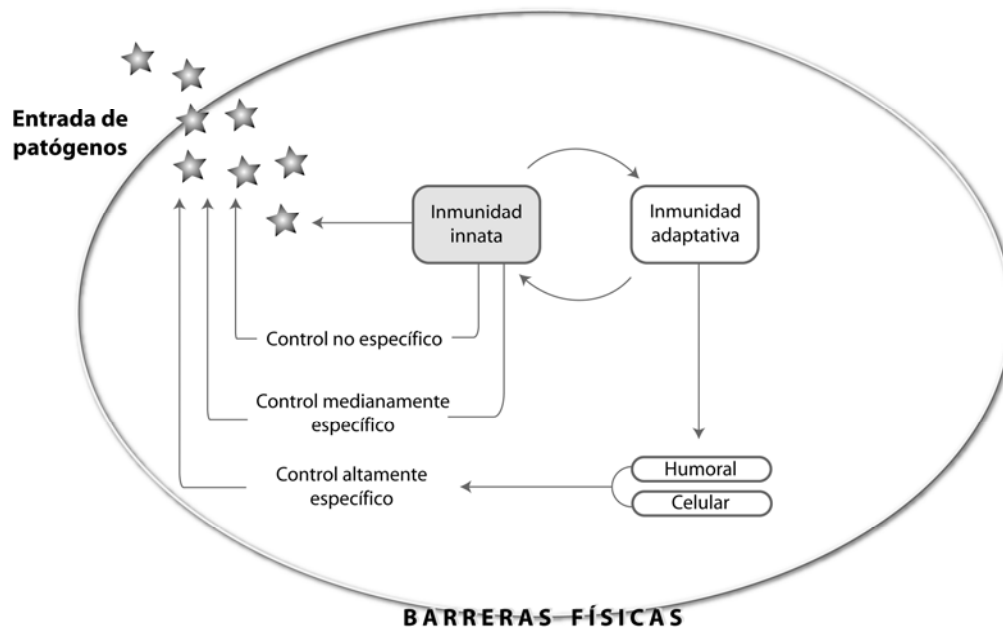 Entrada de
patógenos
Inmunidad
innata
Inmunidad
adaptativa
Control no específico
Control medianamente
específico
Control altamente
específico
Humoral
Celular
BARRERAS FÍSICAS